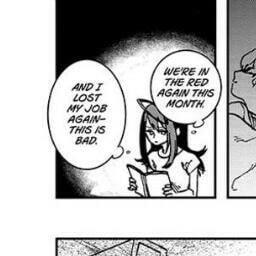 WE'RE IN
THE RED
AGAIN THIS
MONTH.
AND I
LOST
MY JOB
AGAIN–
THIS IS
BAD.